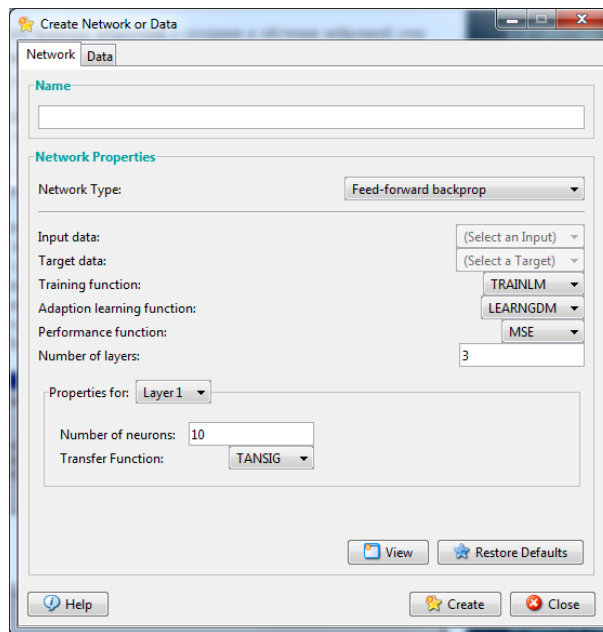 Create Network or Data
Network Data
Name
Network Properties
Network Type: Feed-forward backprop
Input data: (Select an Input)
Target data: (Select a Target)
Training function: TRAINLM
Adaption learning function: LEARNGDM
Performance function: MSE
Number of layers: 3
Properties for: Layer 1
Number of neurons: 10
Transfer Function: TANSIG
View Restore Defaults
Help Create Close